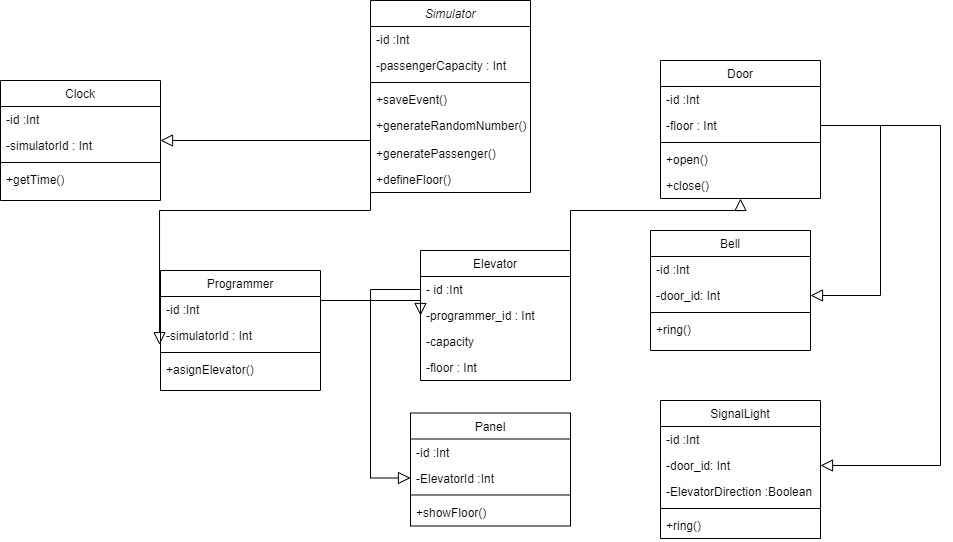 Simulator
-id :Int
-passengerCapacity : Int
+saveEvent()
+generateRandomNumber()
+generatePassenger()
+defineFloor()
Clock
-id :Int
-simulatorId : Int
+getTime()
Door
-id :Int
-floor : Int
+open()
+close()
Programmer
-id :Int
-simulatorId : Int
+asignElevator()
Elevator
- id :Int
-programmer_id : Int
-capacity
-floor : Int
Bell
-id :Int
-door_id: Int
+ring()
Panel
-id :Int
-ElevatorId :Int
+showFloor()
SignalLight
-id :Int
-door_id: Int
-ElevatorDirection :Boolean
+ring()